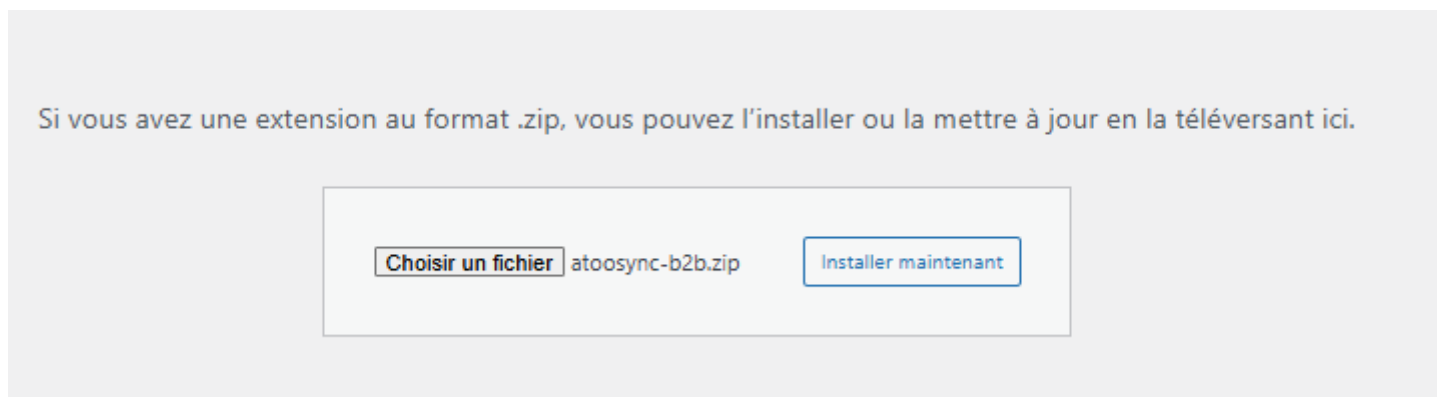 Si vous avez une extension au format .zip, vous pouvez l’installer ou la mettre à jour en la téléversant ici.
Choisir un fichier atoosync-b2b.zip Installer maintenant